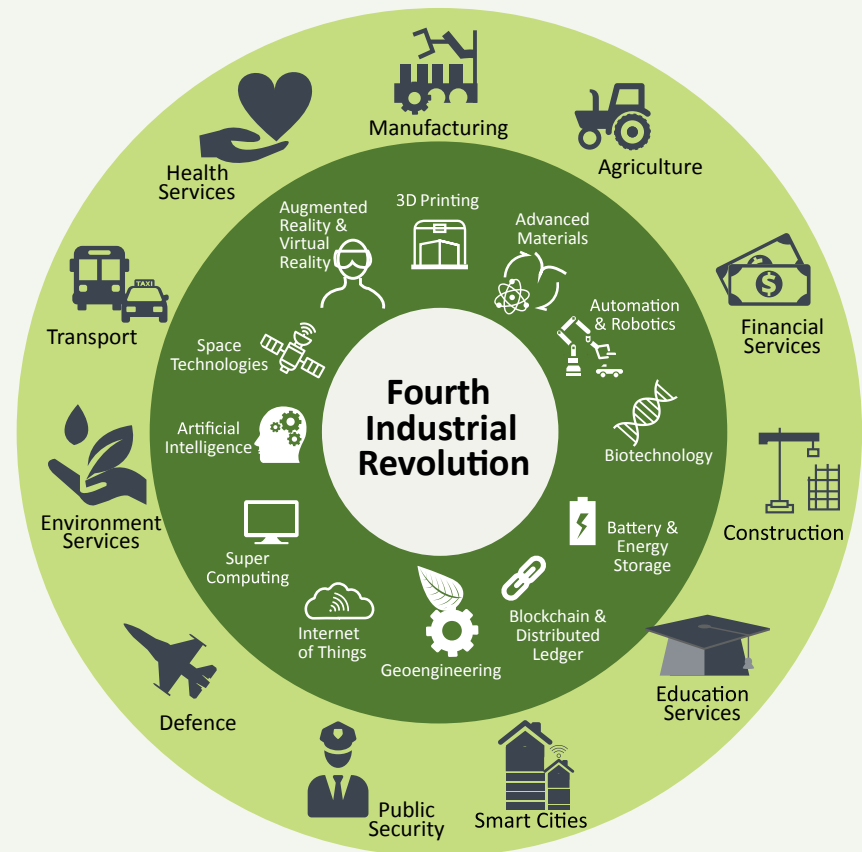 Manufacturing
Agriculture
Financial
Services
Construction
Education
Services
Smart Cities
Public
Security
Defence
Environment
Services
Transport
TAXI
Health
Services
3D Printing
Advanced
Materials
Automation
& Robotics
Biotechnology
Battery &
Energy
Storage
Blockchain &
Distributed
Ledger
Geoengineering
Internet
of Things
Super
Computing
Artificial
Intelligence
Space
Technologies
Augmented
Reality &
Virtual
Reality
Fourth
Industrial
Revolution
$